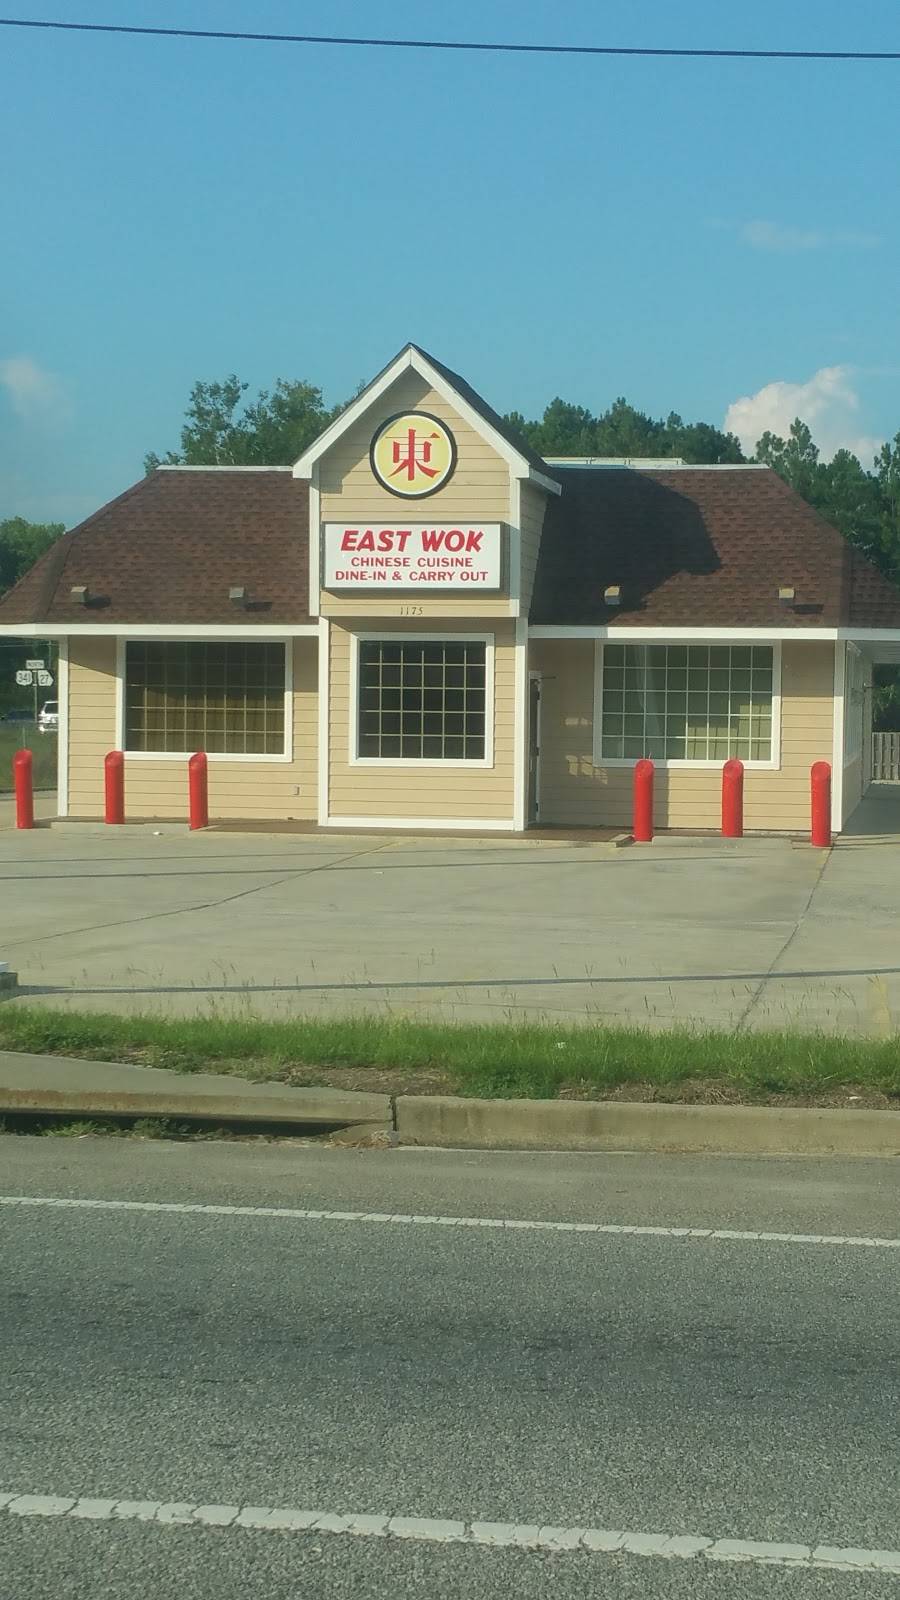 東
EAST WOK
CHINESE CUISINE
DINE-IN & CARRY OUT
1175
NORTH
341
27